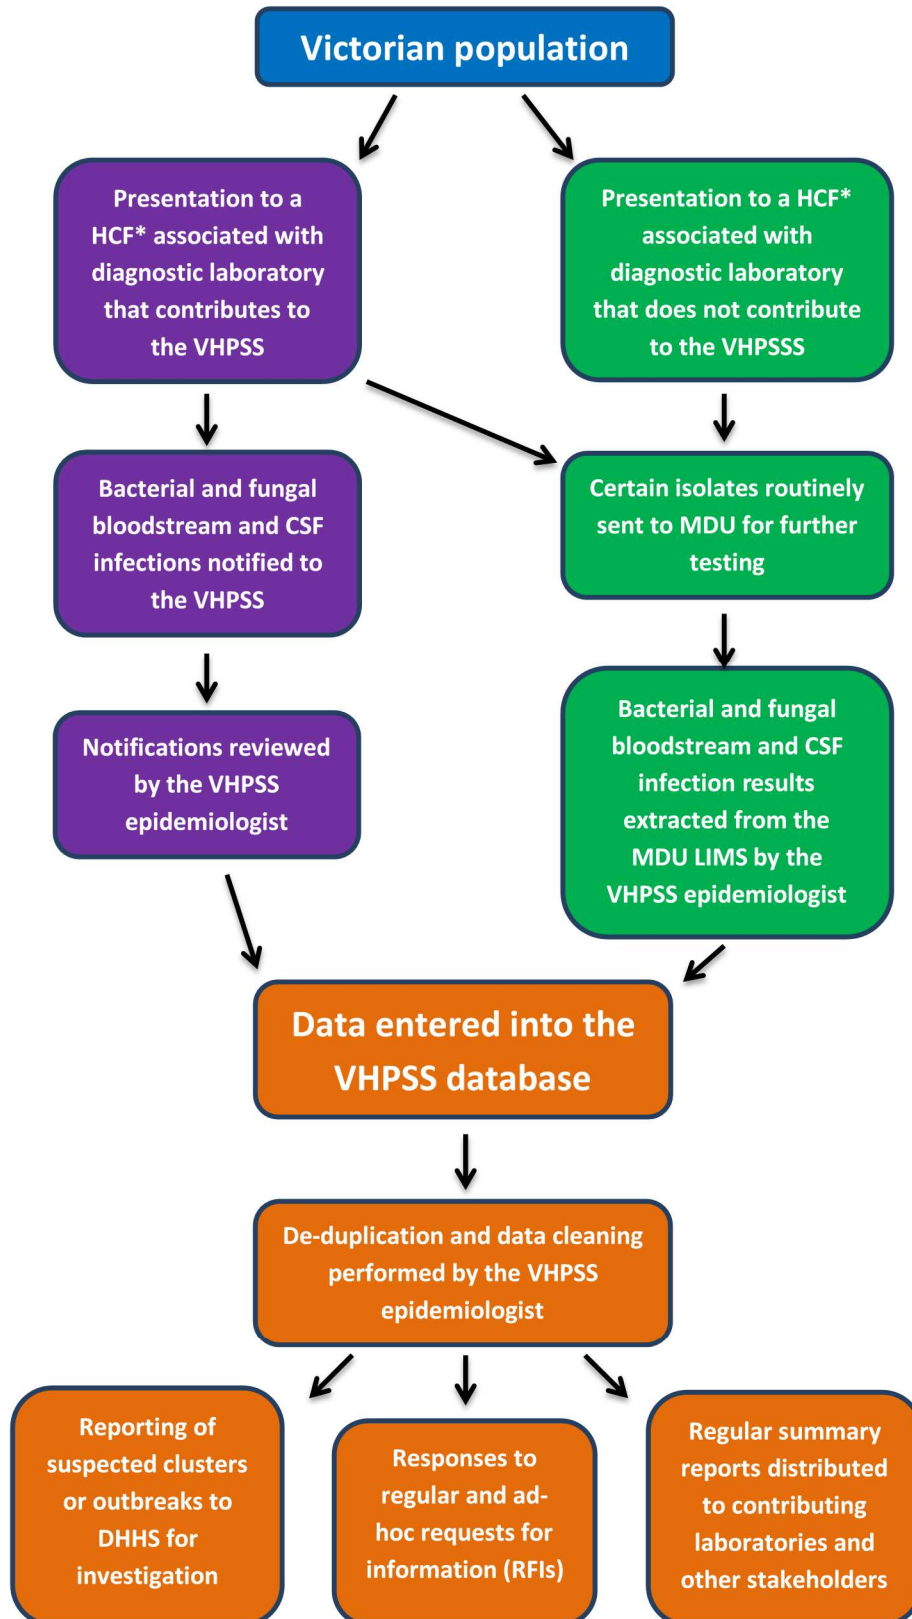 Victorian population
Presentation to a
HCF* associated with
diagnostic laboratory
that contributes to
the VHPSS
Presentation to a HCF*
associated with
diagnostic laboratory
that does not contribute
to the VHPSSS
Bacterial and fungal
bloodstream and CSF
infections notified to
the VHPSS
Certain isolates routinely
sent to MDU for further
testing
Notifications reviewed
by the VHPSS
epidemiologist
Bacterial and fungal
bloodstream and CSF
infection results
extracted from the
MDU LIMS by the
VHPSS epidemiologist
Data entered into the
VHPSS database
De-duplication and data cleaning
performed by the VHPSS
epidemiologist
Reporting of
suspected clusters
or outbreaks to
DHHS for
investigation
Responses to
regular and ad-
hoc requests for
information (RFIs)
Regular summary
reports distributed
to contributing
laboratories and
other stakeholders